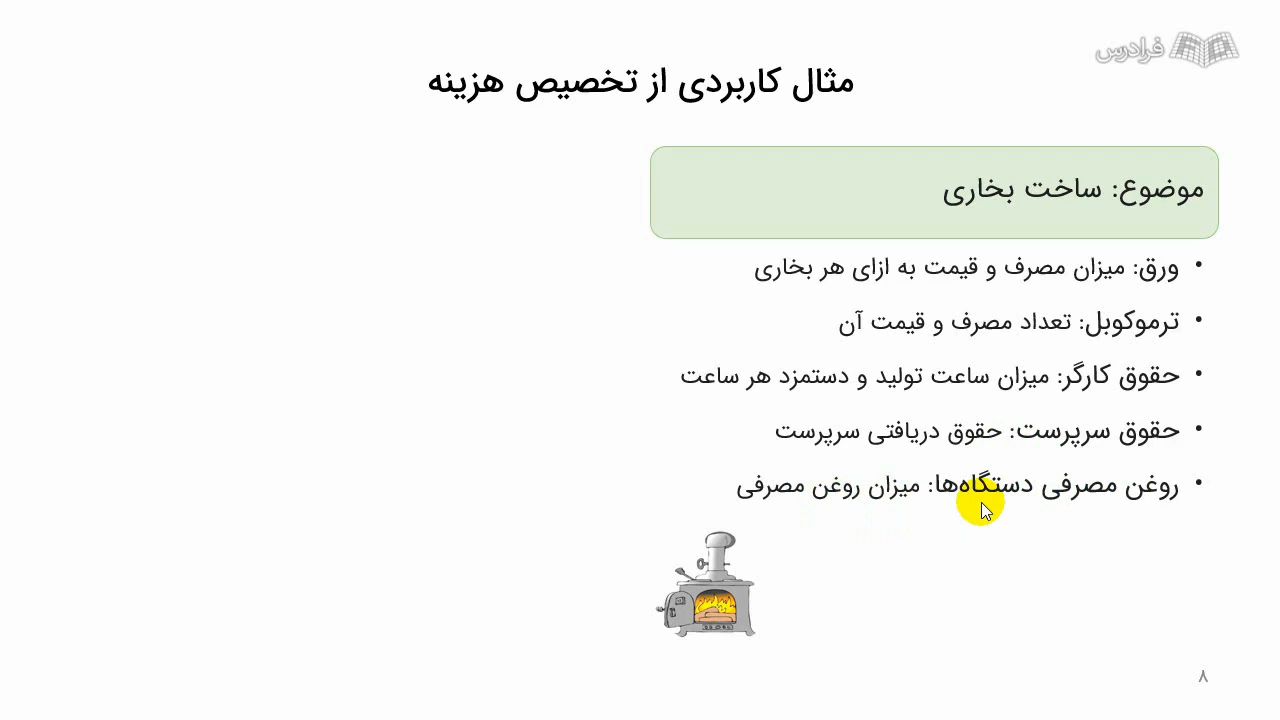 فرادرس
مثال کاربردی از تخصیص هزینه
موضوع: ساخت بخاری
• ورق: میزان مصرف و قیمت به ازای هر بخاری
• ترموکوبل: تعداد مصرف و قیمت آن
• حقوق کارگر: میزان ساعت تولید و دستمزد هر ساعت
• حقوق سرپرست: حقوق دریافتی سرپرست
• روغن مصرفی دستگاه‌ها: میزان روغن مصرفی
۸